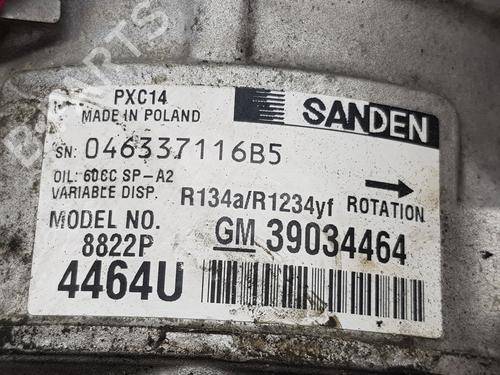 PXC14
MADE IN POLAND
SANDEN
SN: 046337116B5
OIL: 60CC SP-A2
VARIABLE DISP.
R134a/R1234yf ROTATION
MODEL NO.
8822P
GM 39034464
4464U
B-PARTS